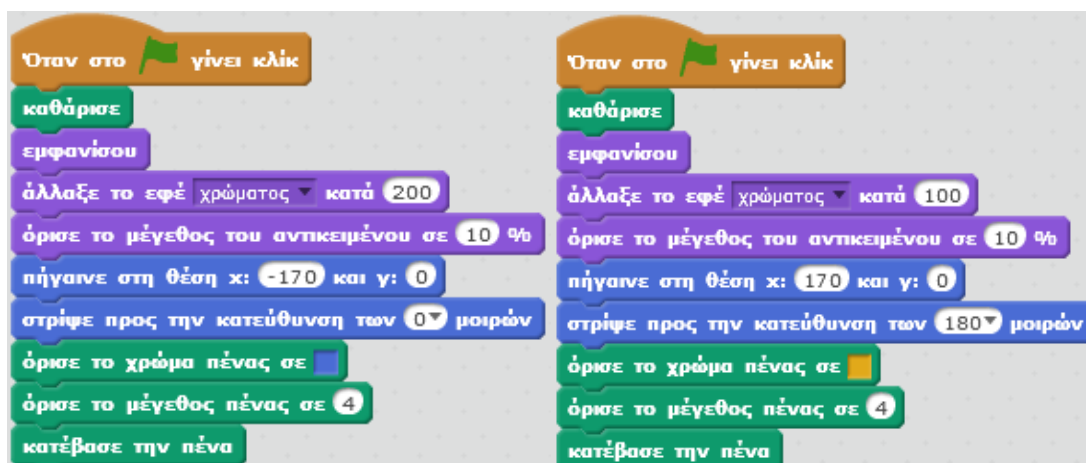 Όταν στο γίνει κλίκ
καθάρισε
εμφανίσου
άλλαξε το εφέ χρώματος κατά 200
όρισε το μέγεθος του αντικειμένου σε 10 %
πήγαινε στη θέση x: -170 και y: 0
στρίψε προς την κατεύθυνση των 0 μοιρών
όρισε το χρώμα πένας σε
όρισε το μέγεθος πένας σε 4
κατέβασε την πένα
Όταν στο γίνει κλίκ
καθάρισε
εμφανίσου
άλλαξε το εφέ χρώματος κατά 100
όρισε το μέγεθος του αντικειμένου σε 10 %
πήγαινε στη θέση x: 170 και y: 0
στρίψε προς την κατεύθυνση των 180 μοιρών
όρισε το χρώμα πένας σε
όρισε το μέγεθος πένας σε 4
κατέβασε την πένα